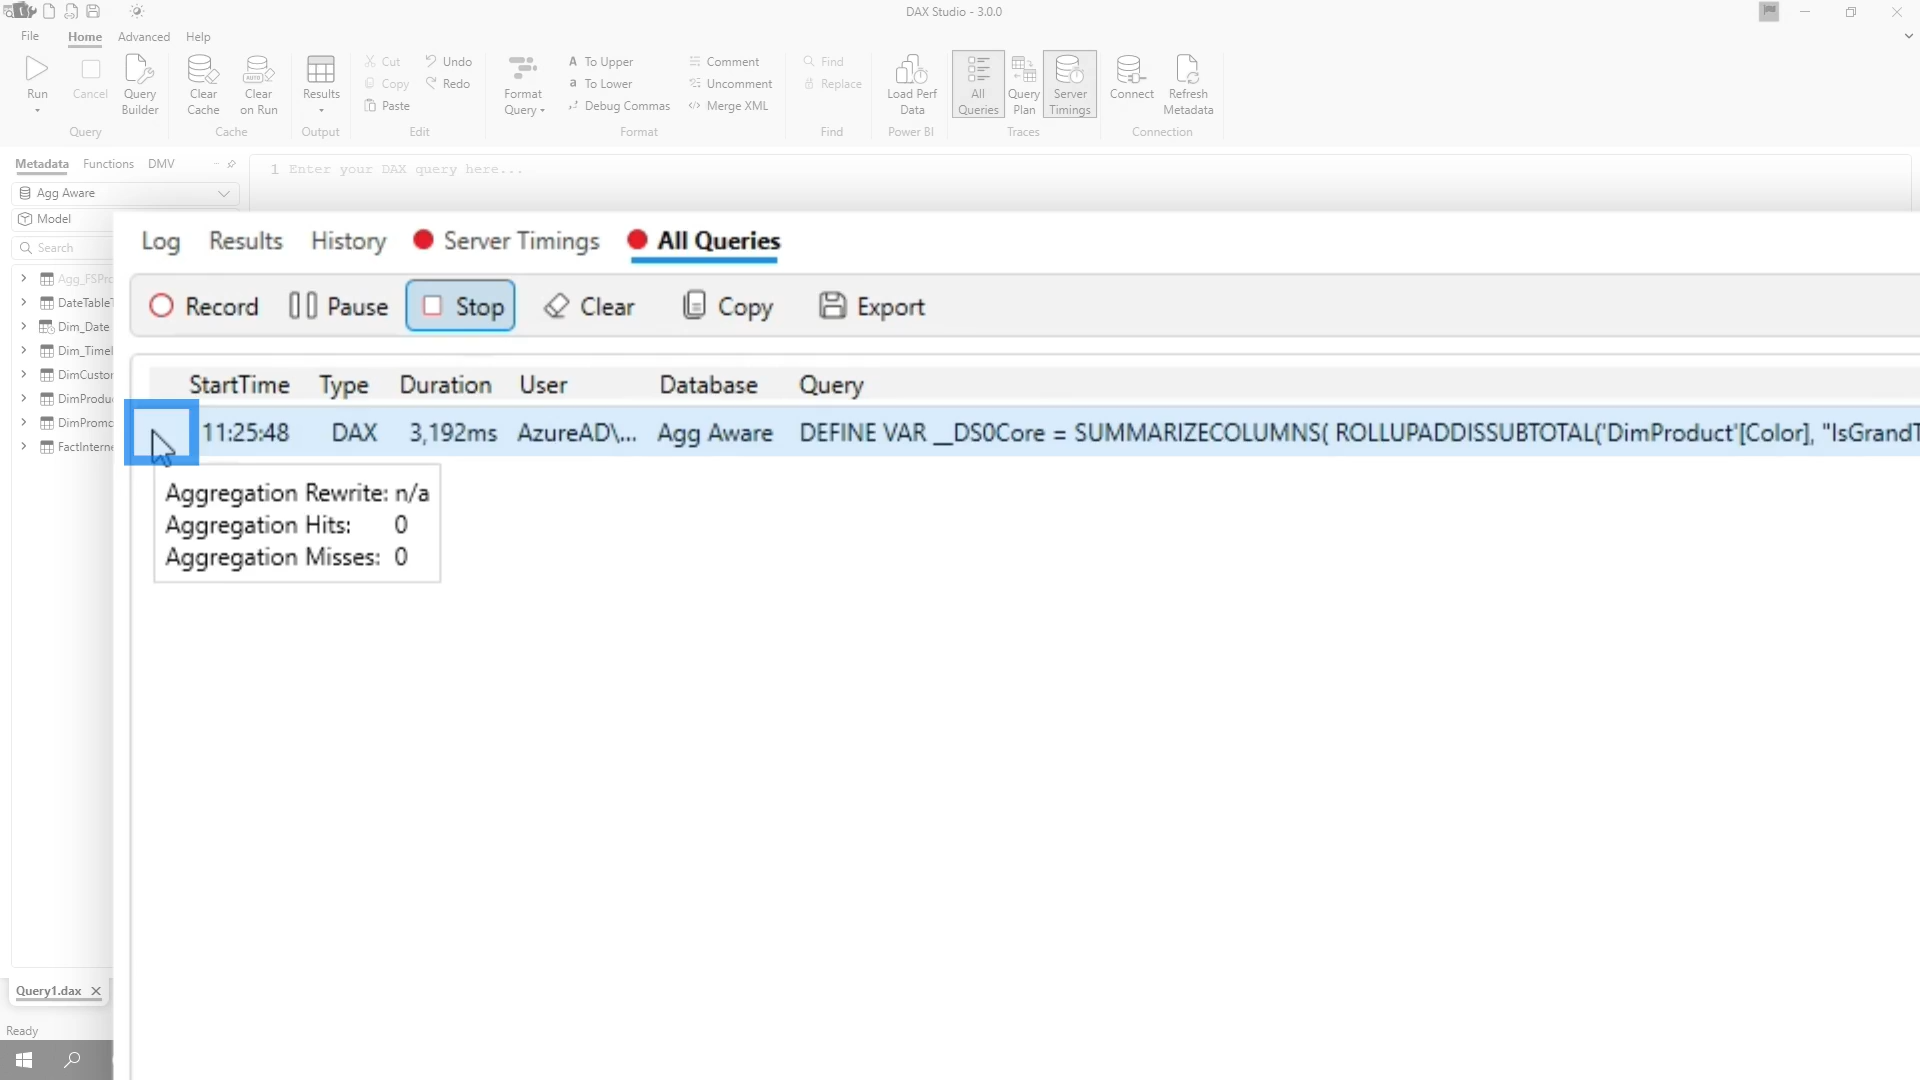 DAX Studio - 3.0.0
File Home Advanced Help
Run
Cancel
Query Builder
Query
Clear Cache
Clear on Run
AUTO
Cache
Results
Output
Cut
Copy
Paste
Undo
Redo
Edit
Format Query
A To Upper
a To Lower
Debug Commas
Comment
Uncomment
Merge XML
Format
Find
Replace
Find
Load Perf Data
Power BI
All Queries
Query Plan
Server Timings
Traces
Connect
Refresh Metadata
Connection
Metadata Functions DMV
1 Enter your DAX query here...
Agg Aware
Model
Search
Agg_FSPro
DateTableT
Dim_Date
Dim_TimeI
DimCustor
DimProdu
DimPromo
FactInterne
Log Results History Server Timings All Queries
Record Pause Stop Clear Copy Export
StartTime Type Duration User Database Query
11:25:48 DAX 3,192ms AzureAD\... Agg Aware DEFINE VAR __DS0Core = SUMMARIZECOLUMNS( ROLLUPADDISSUBTOTAL('DimProduct'[Color], "IsGrandT
Aggregation Rewrite: n/a
Aggregation Hits: 0
Aggregation Misses: 0
Query1.dax
Ready